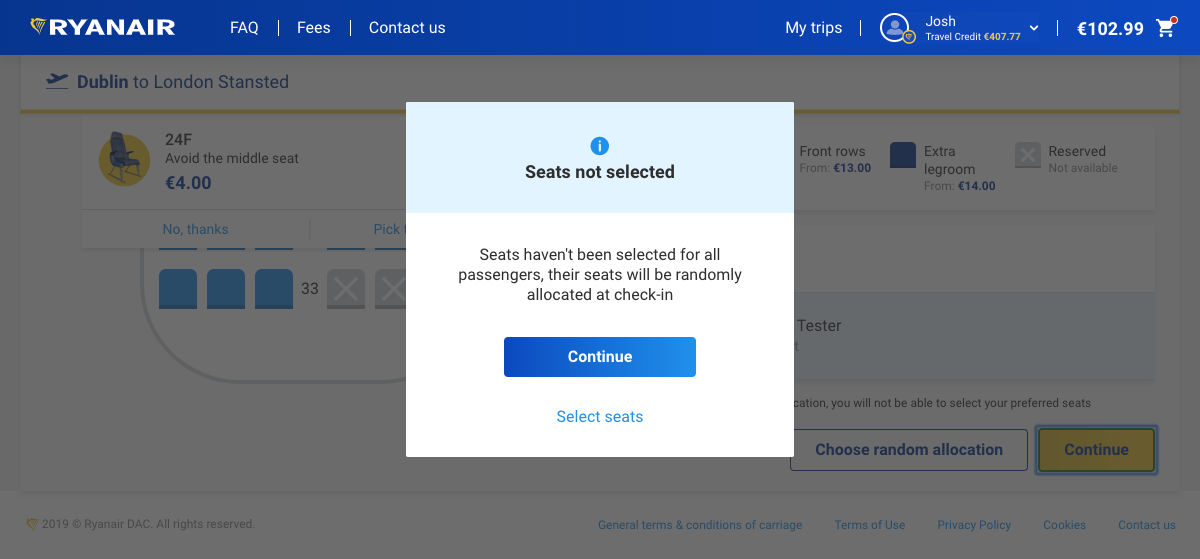 RYANAIR
FAQ
Fees
Contact us
My trips
Josh
Travel Credit €407.77
€102.99
Dublin to London Stansted
24F
Avoid the middle seat
€4.00
No, thanks
Pick
Front rows
From: €13.00
Extra
legroom
From: €14.00
Reserved
Not available
33
Seats not selected
Seats haven't been selected for all
passengers, their seats will be randomly
allocated at check-in
Continue
Select seats
Tester
you will not be able to select your preferred seats
Choose random allocation
Continue
2019 © Ryanair DAC. All rights reserved.
General terms & conditions of carriage
Terms of Use
Privacy Policy
Cookies
Contact us